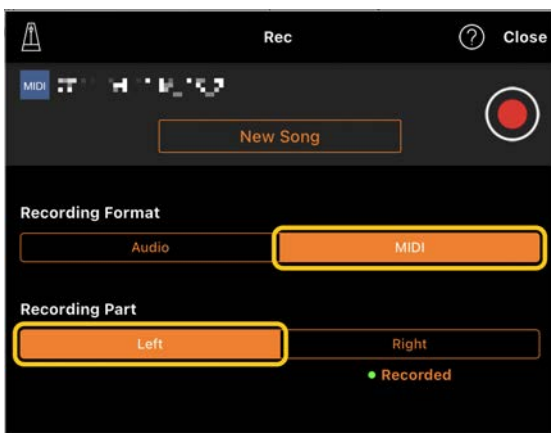 Rec
Close
MIDI
New Song
Recording Format
Audio MIDI
Recording Part
Left Right
Recorded